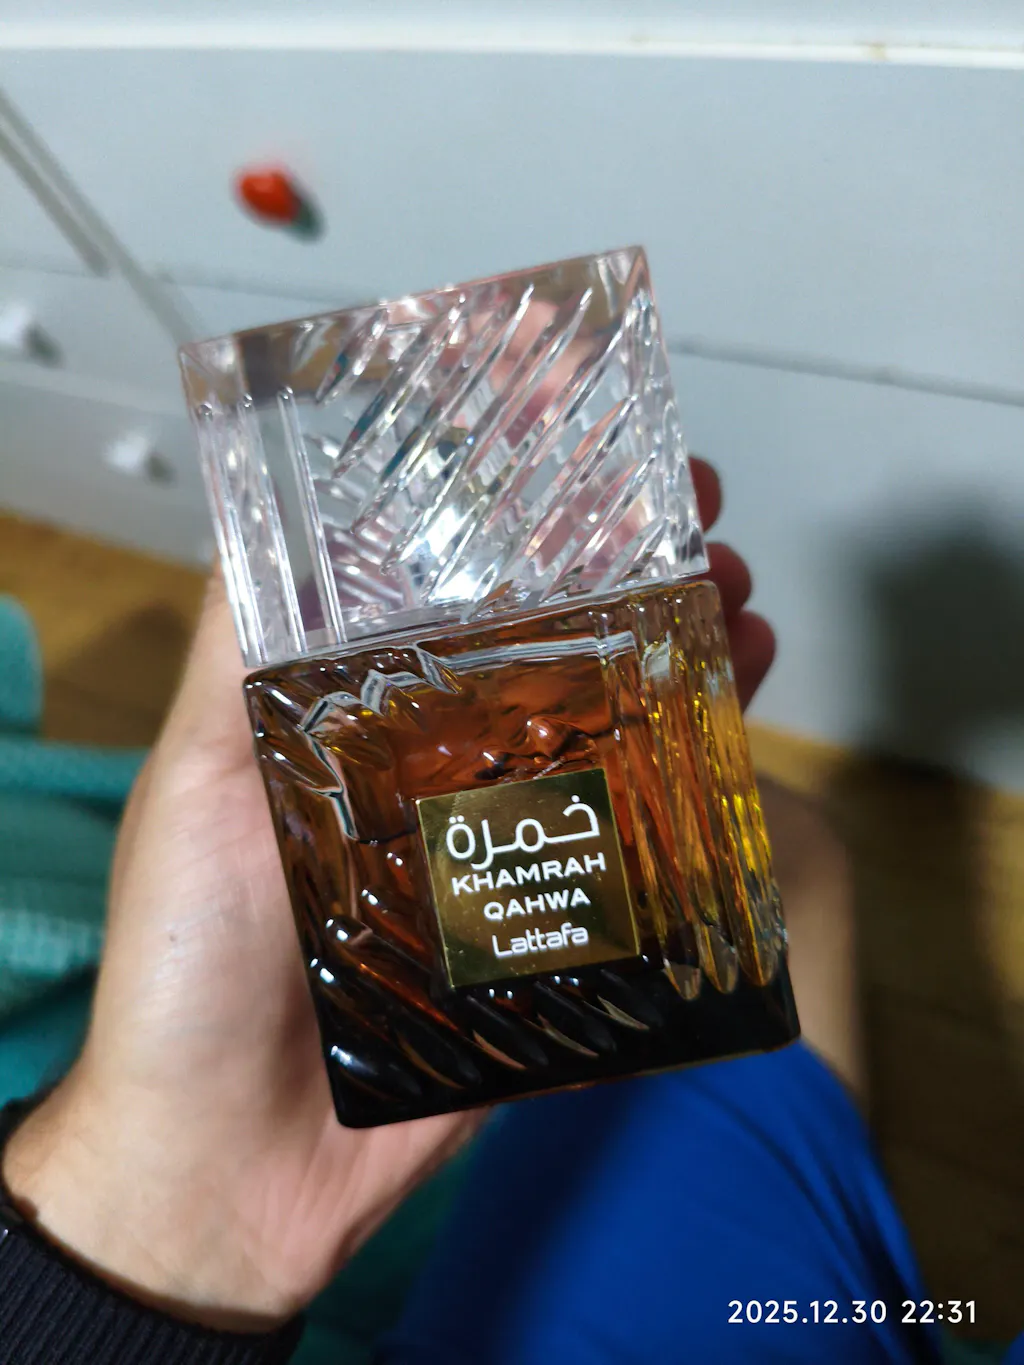 خمرة
KHAMRAH
QAHWA
Lattafa
2025.12.30 22:31